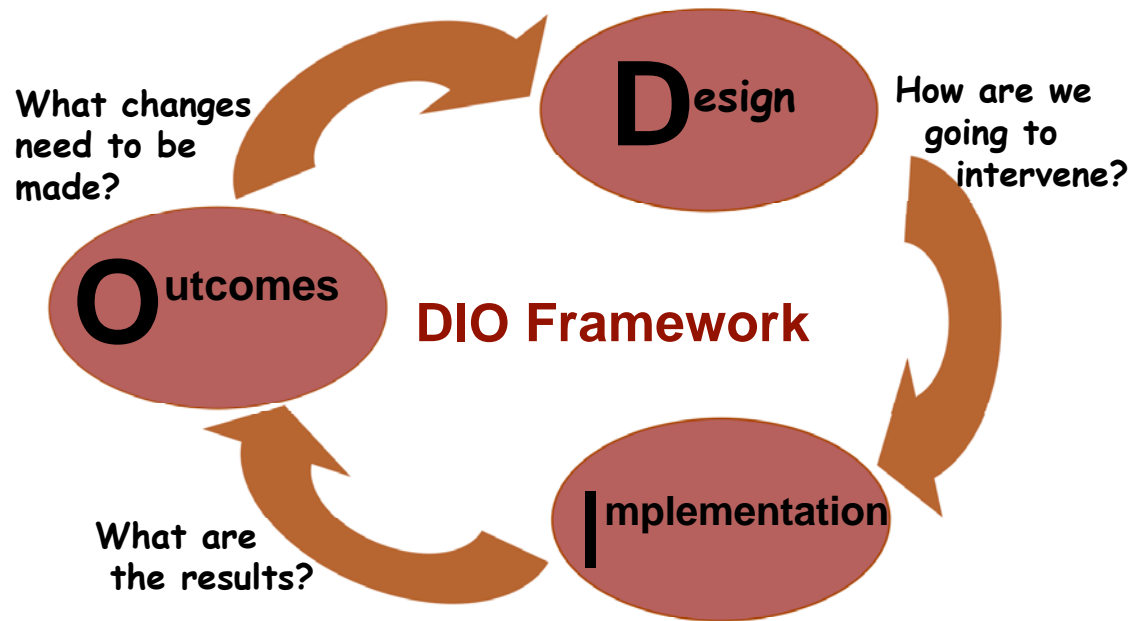 Design
How are we
going to
intervene?
What changes
need to be
made?
Outcomes
DIO Framework
Implementation
What are
the results?